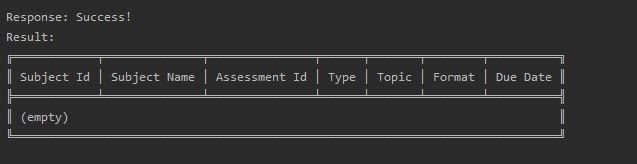 Response: Success!
Result:
Subject Id | Subject Name | Assessment Id | Type | Topic | Format | Due Date
(empty)